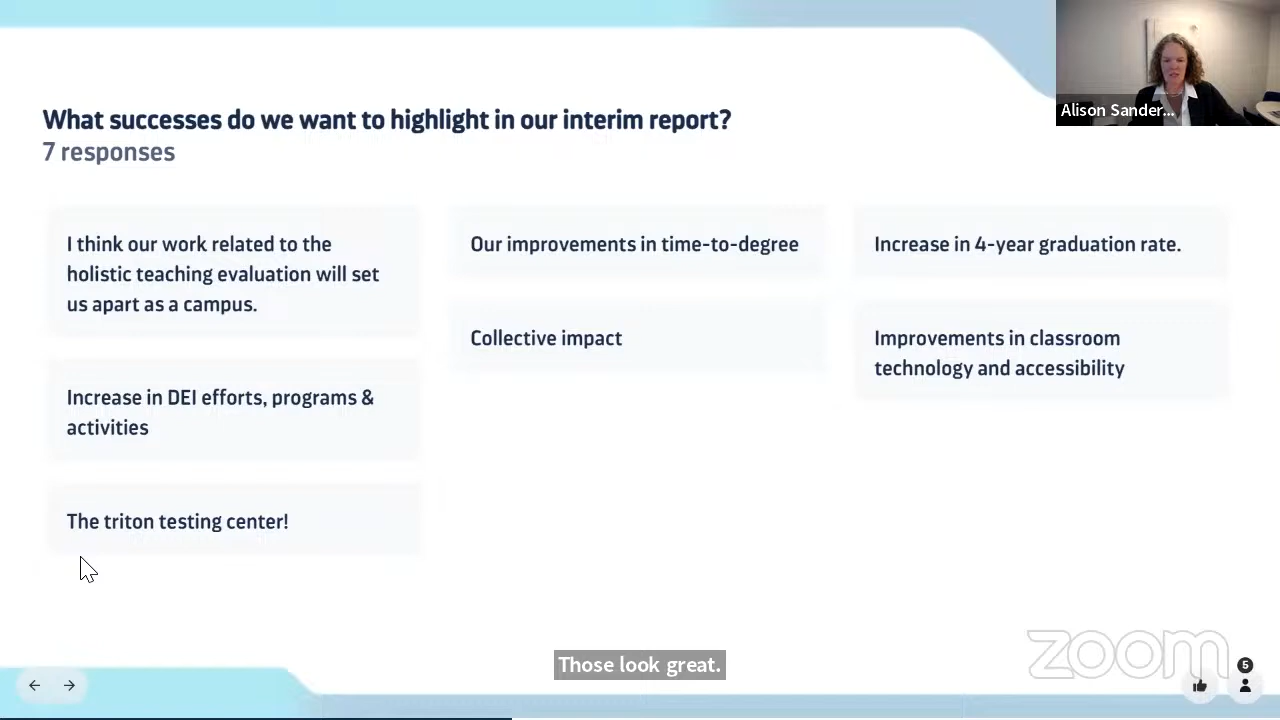 What successes do we want to highlight in our interim report?
7 responses
Alison Sander...
I think our work related to the
holistic teaching evaluation will set
us apart as a campus.
Increase in DEI efforts, programs &
activities
The triton testing center!
Our improvements in time-to-degree
Collective impact
Increase in 4-year graduation rate.
Improvements in classroom
technology and accessibility
Those look great.
zoom
5